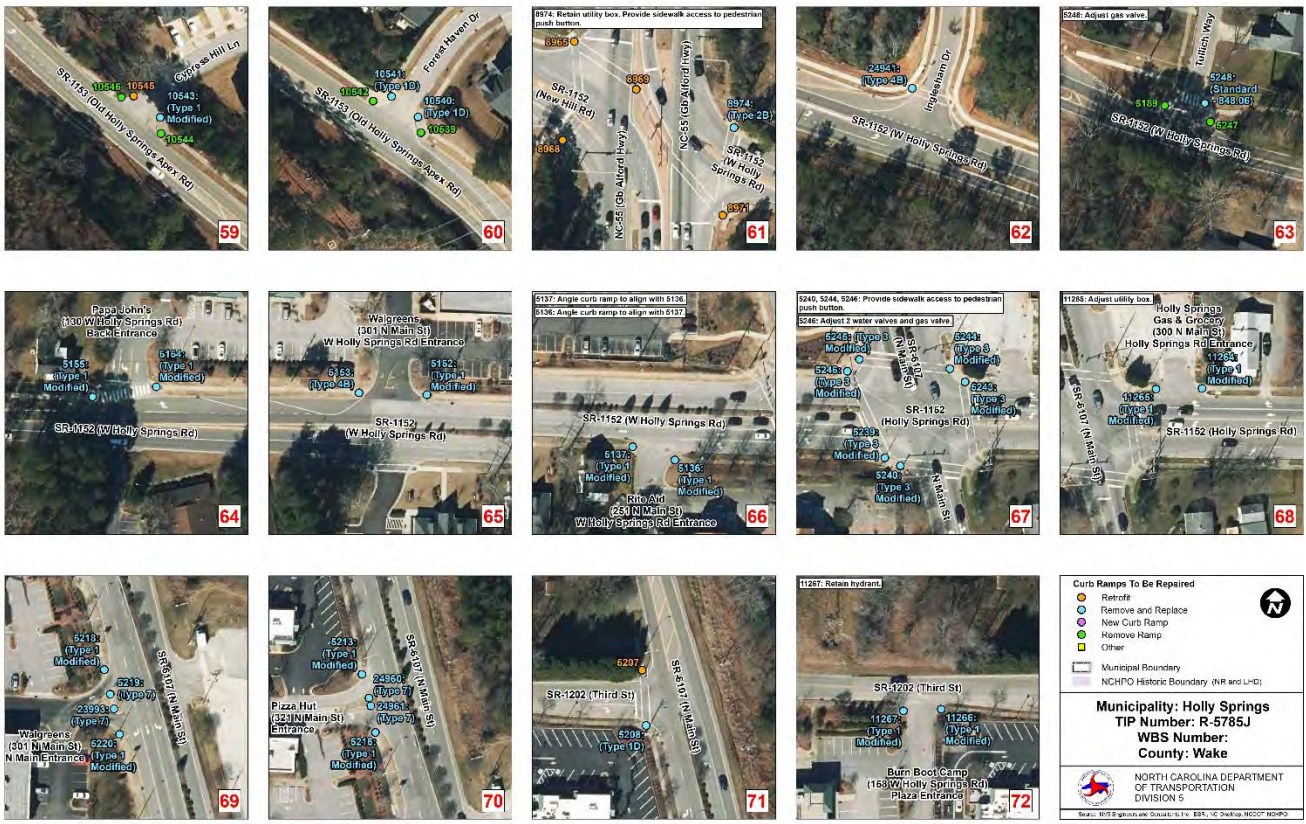 SR-1153 (Old Holly Springs Apex Rd)
Cypress Hill Ln
10546
10545
10543:
(Type 1
Modified)
10544
59
SR-1153 (Old Holly Springs Apex Rd)
Forest Haven Dr
10541:
(Type 1D)
10542
10540:
(Type 1D)
10539
60
8974: Retain utility box. Provide sidewalk access to pedestrian
push button.
8965
8969
SR-1152
(New Hill Rd)
NC-55 (Gb Alford Hwy)
NC-55 (Gb Alford Hwy)
8974:
(Type 2B)
8968
SR-1152
(W Holly
Springs Rd)
8971
61
24941:
(Type 4B)
Inglesham Dr
SR-1152 (W Holly Springs Rd)
62
5248: Adjust gas valve.
Tullich Way
5248:
(Standard
- 848.06)
5189
5247
SR-1152 (W Holly Springs Rd)
63
Papa John's
(130 W Holly Springs Rd)
Back Entrance
5155:
(Type 1
Modified)
5154:
(Type 1
Modified)
SR-1152 (W Holly Springs Rd)
64
Walgreens
(301 N Main St)
W Holly Springs Rd Entrance
5153:
(Type 4B)
5152:
(Type 1
Modified)
SR-1152
(W Holly Springs Rd)
65
5137: Angle curb ramp to align with 5136.
5136: Angle curb ramp to align with 5137.
SR-1152 (W Holly Springs Rd)
5137:
(Type 1
Modified)
5136:
(Type 1
Modified)
Rite Aid
(251 N Main St)
W Holly Springs Rd Entrance
66
5240, 5244, 5246: Provide sidewalk access to pedestrian
push button.
5246: Adjust 2 water valves and gas valve.
5245: (Type 3
Modified)
5246:
(Type 3
Modified)
SR-5107
(N Main St)
5244:
(Type 3
Modified)
5243:
(Type 3
Modified)
SR-1152
(Holly Springs Rd)
5239:
(Type 3
Modified)
5240:
(Type 3
Modified)
N Main St
67
11265: Adjust utility box.
Holly Springs
Gas & Grocery
(300 N Main St)
Holly Springs Rd Entrance
11264:
(Type 1
Modified)
11265:
(Type 1
Modified)
SR-5107 (N Main St)
SR-1152 (Holly Springs Rd)
68
5218:
(Type 1
Modified)
5219:
(Type 7)
23993:
(Type 7)
5220:
(Type 1
Modified)
Walgreens
(301 N Main St)
N Main Entrance
SR-5107 (N Main St)
69
5213:
(Type 1
Modified)
24960:
(Type 7)
24961:
(Type 7)
Pizza Hut
(321 N Main St)
Entrance
5216:
(Type 1
Modified)
SR-5107 (N Main St)
70
5207
SR-1202 (Third St)
5208:
(Type 1D)
SR-5107 (N Main St)
71
11267: Retain hydrant.
SR-1202 (Third St)
11267:
(Type 1
Modified)
11266:
(Type 1
Modified)
Burn Boot Camp
(158 W Holly Springs Rd)
Plaza Entrance
72
Curb Ramps To Be Repaired
Retrofit
Remove and Replace
New Curb Ramp
Remove Ramp
Other
Municipal Boundary
NCHPO Historic Boundary (NR and LHD)
N
Municipality: Holly Springs
TIP Number: R-5785J
WBS Number:
County: Wake
NORTH CAROLINA DEPARTMENT
OF TRANSPORTATION
DIVISION 5
Source: NV5 Engineers and Consultants Inc, ESRI, NC OneMap, NCDOT, NCHPO